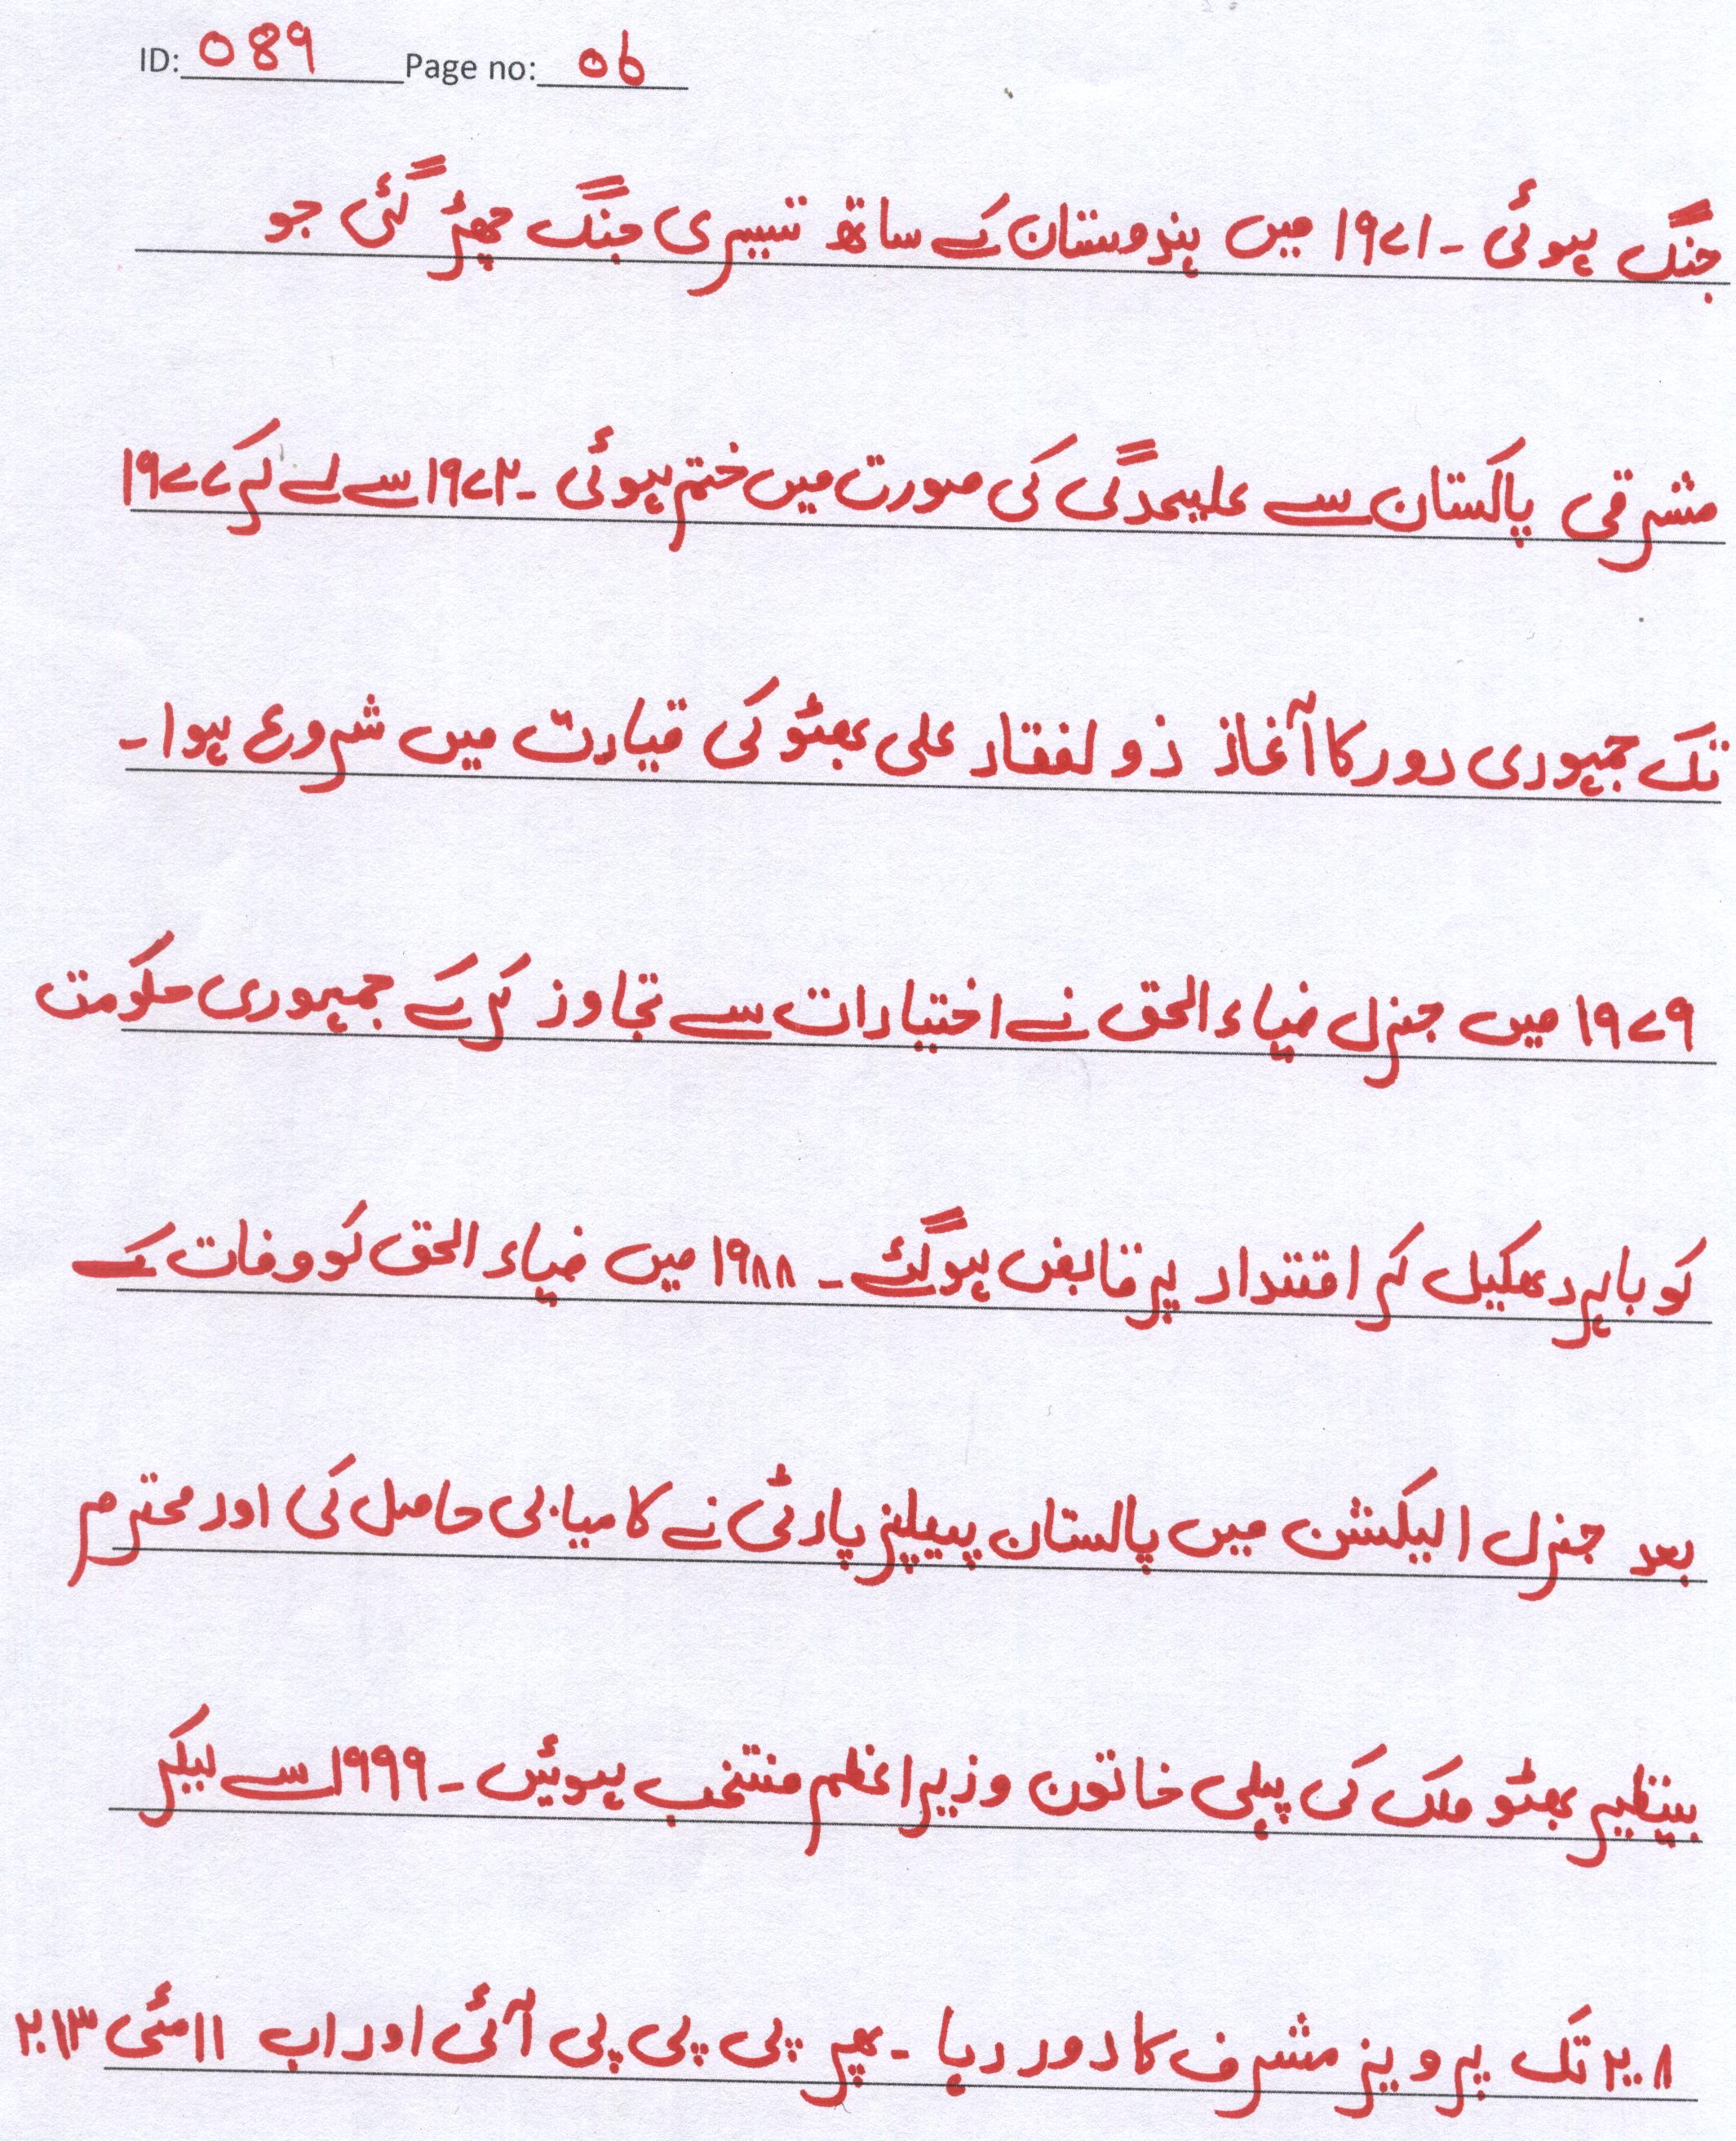 ID: 089 Page no: 06
جنگ ہوئی ۔ ۱۹۷۱ میں ہندوستان کے ساتھ تیسری جنگ چھڑ گئی جو
مشرقی پاکستان سے علیحدگی کی صورت میں ختم ہوئی ۔ ۱۹۷۲ سے لے کر ۱۹۷۷
تک جمہوری دور کا آغاز ذولفقار علی بھٹو کی قیادت میں شروع ہوا ۔
۱۹۷۹ میں جنرل ضیاء الحق نے اختیارات سے تجاوز کر کے جمہوری حکومت
کو باہر دھکیل کر اقتدار پر قابض ہوگئے ۔ ۱۹۸۸ میں ضیاء الحق کو وفات کے
بعد جنرل الیکشن میں پاکستان پیپلیز پارٹی نے کامیابی حاصل کی اور محترم
بینظیر بھٹو ملک کی پہلی خاتون وزیراعظم منتخب ہوئیں ۔ ۱۹۹۹ سے لیکر
۲۰۰۸ تک پرویز مشرف کا دور رہا ۔ پھر پی پی پی آئی اور اب ۱۱ مئی ۲۰۱۳